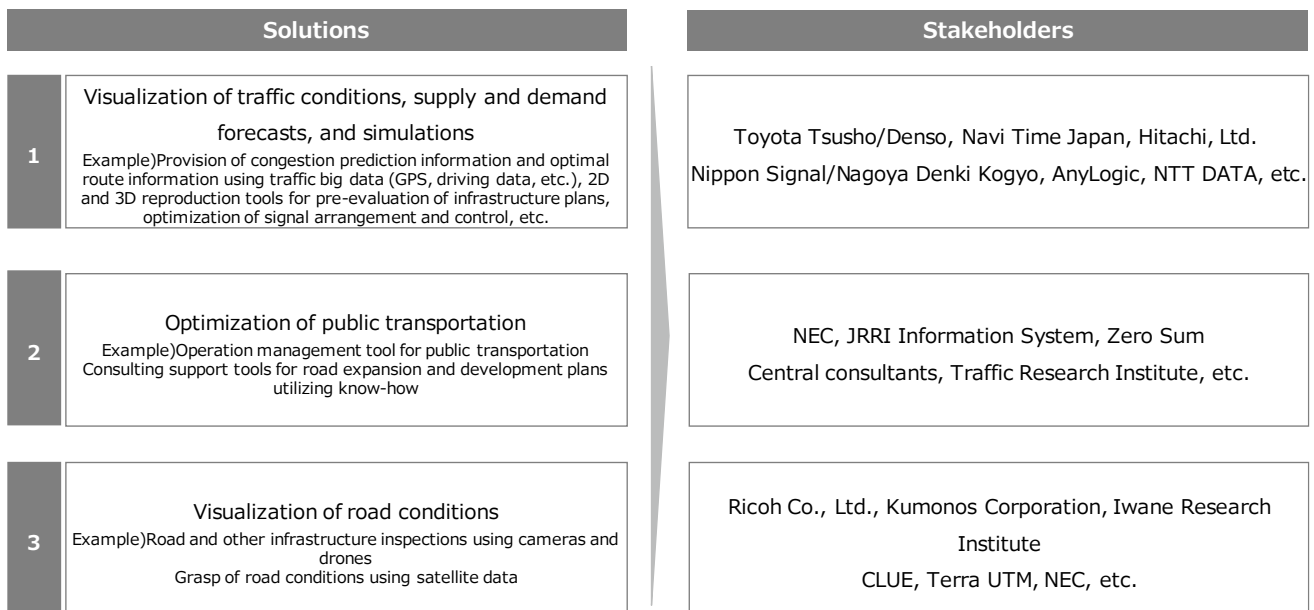 Solutions
Stakeholders
1
Visualization of traffic conditions, supply and demand
forecasts, and simulations
Example)Provision of congestion prediction information and optimal
route information using traffic big data (GPS, driving data, etc.), 2D
and 3D reproduction tools for pre-evaluation of infrastructure plans,
optimization of signal arrangement and control, etc.
Toyota Tsusho/Denso, Navi Time Japan, Hitachi, Ltd.
Nippon Signal/Nagoya Denki Kogyo, AnyLogic, NTT DATA, etc.
2
Optimization of public transportation
Example)Operation management tool for public transportation
Consulting support tools for road expansion and development plans
utilizing know-how
NEC, JRRI Information System, Zero Sum
Central consultants, Traffic Research Institute, etc.
3
Visualization of road conditions
Example)Road and other infrastructure inspections using cameras and
drones
Grasp of road conditions using satellite data
Ricoh Co., Ltd., Kumonos Corporation, Iwane Research
Institute
CLUE, Terra UTM, NEC, etc.